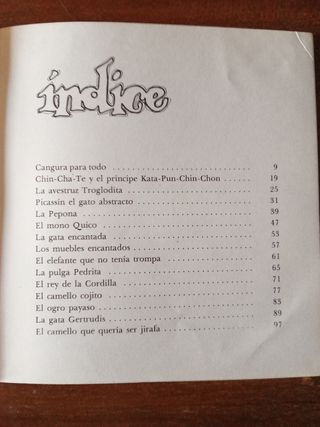 índice
Cangura para todo . . . . . . . . . . . . . . . . . . . . . . . . . . 9
Chin-Cha-Te y el príncipe Kata-Pun-Chin-Chon . . . . . . 19
La avestruz Troglodita . . . . . . . . . . . . . . . . . . . . . . . 25
Picassin el gato abstracto . . . . . . . . . . . . . . . . . . . . 31
La Pepona . . . . . . . . . . . . . . . . . . . . . . . . . . . . . . . 39
El mono Quico . . . . . . . . . . . . . . . . . . . . . . . . . . . . 47
La gata encantada . . . . . . . . . . . . . . . . . . . . . . . . . . 53
Los muebles encantados . . . . . . . . . . . . . . . . . . . . . . 57
El elefante que no tenía trompa . . . . . . . . . . . . . . . . 61
La pulga Pedrita . . . . . . . . . . . . . . . . . . . . . . . . . . . 65
El rey de la Cordilla . . . . . . . . . . . . . . . . . . . . . . . . 71
El camello cojito . . . . . . . . . . . . . . . . . . . . . . . . . . . 77
El ogro payaso . . . . . . . . . . . . . . . . . . . . . . . . . . . . 83
La gata Gertrudis . . . . . . . . . . . . . . . . . . . . . . . . . . 89
El camello que quería ser jirafa . . . . . . . . . . . . . . . . 97